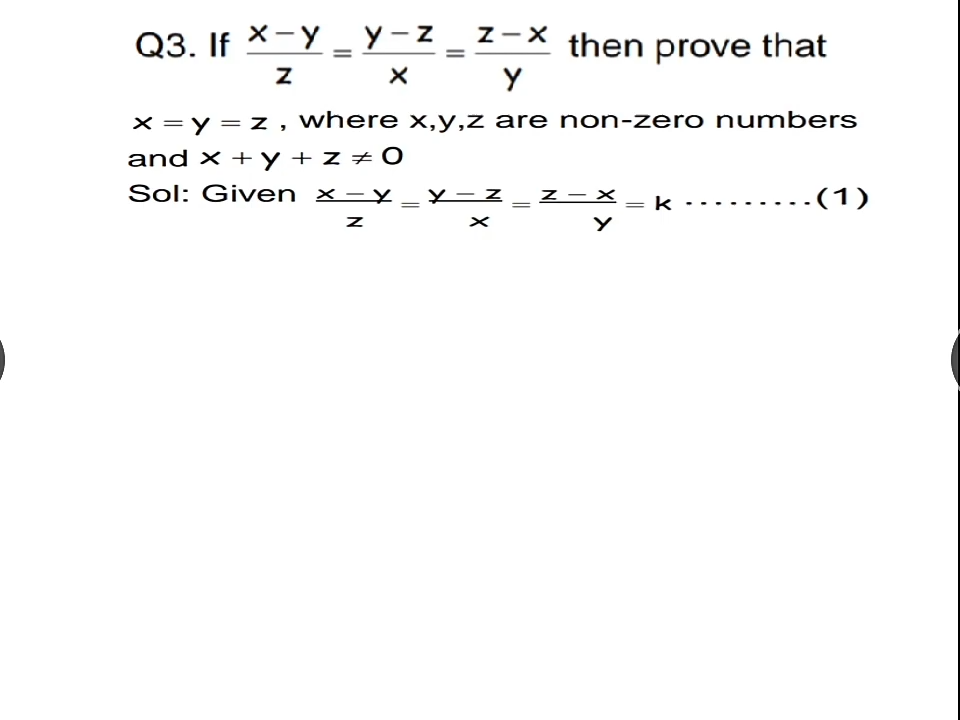 Q3. If (x − y)/z = (y − z)/x = (z − x)/y then prove that
x = y = z , where x,y,z are non-zero numbers
and x + y + z ≠ 0
Sol: Given (x − y)/z = (y − z)/x = (z − x)/y = k ………(1)